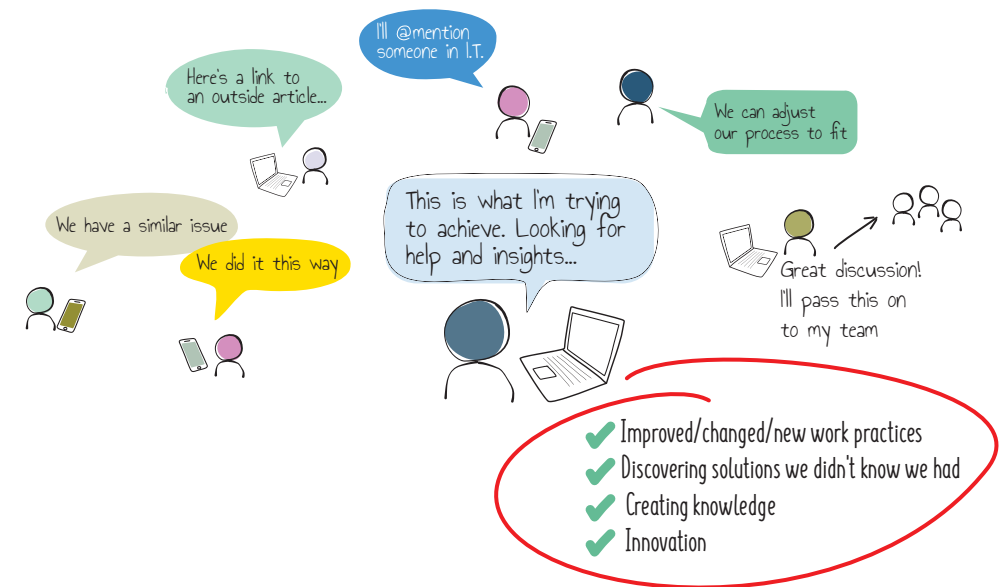 I'll @mention
someone in I.T.
Here's a link to
an outside article...
We can adjust
our process to fit
We have a similar issue
We did it this way
This is what I'm trying
to achieve. Looking for
help and insights...
Great discussion!
I'll pass this on
to my team
Improved/changed/new work practices
Discovering solutions we didn't know we had
Creating knowledge
Innovation